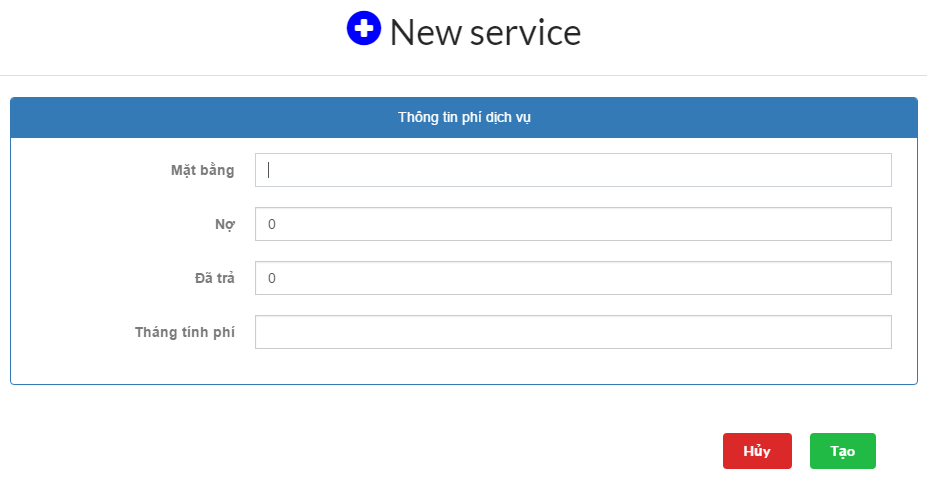 New service
Thông tin phí dịch vụ
Mặt bằng
Nợ
0
Đã trả
0
Tháng tính phí
Hủy
Tạo